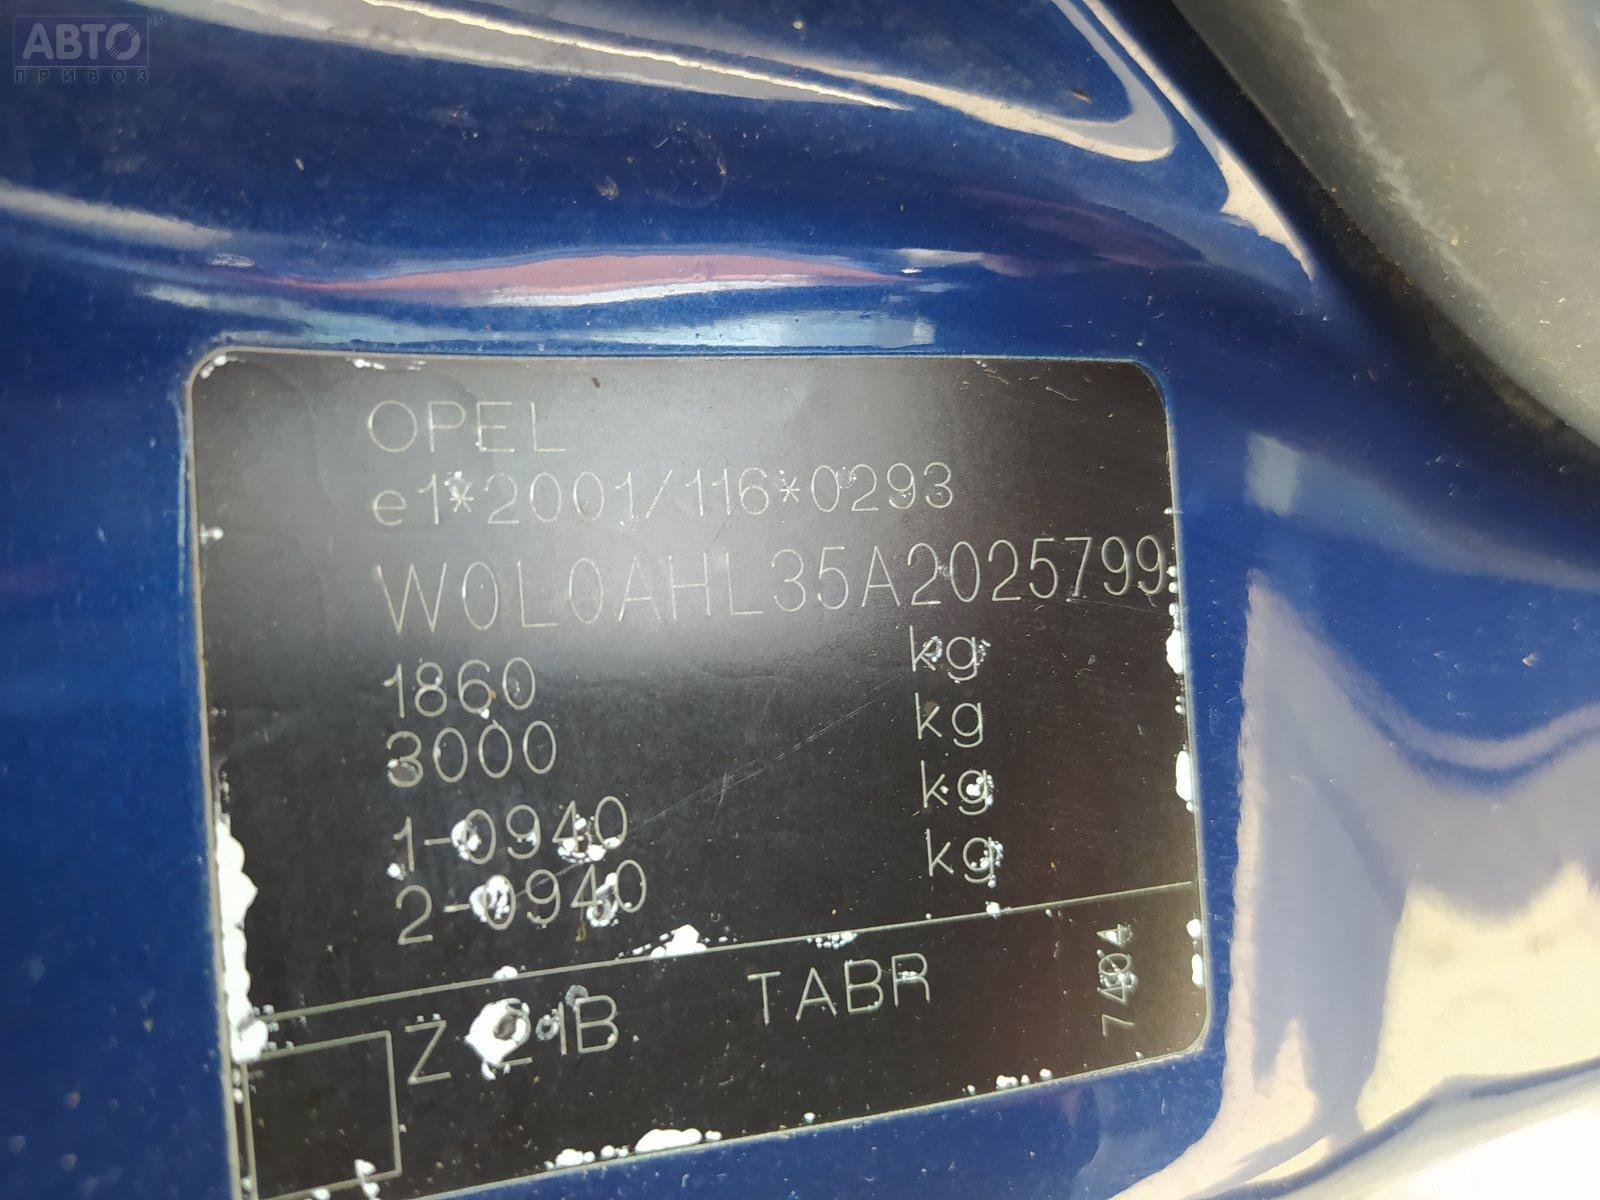 АВТО
ПРИВОЗ
OPEL
e1*2001/116*0293
W0L0AHL35A2025799
1860 kg
3000 kg
1-0940 kg
2-0940 kg
TABR
7404